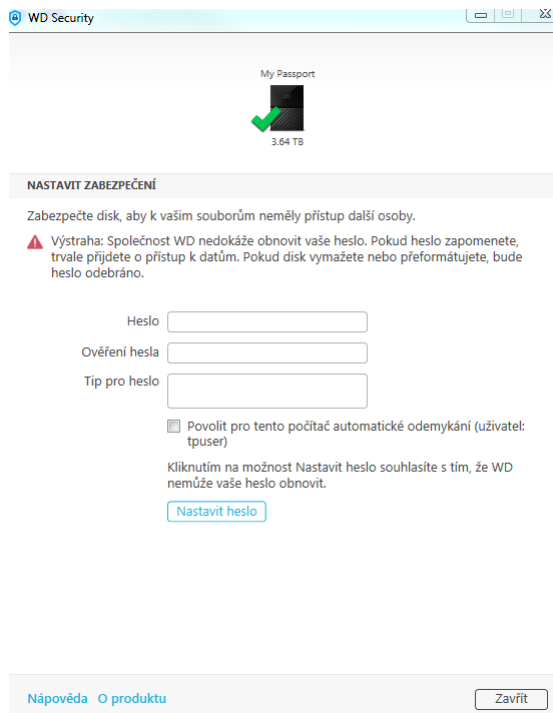 WD Security
My Passport
3.64 TB
NASTAVIT ZABEZPEČENÍ
Zabezpečte disk, aby k vašim souborům neměly přístup další osoby.
Výstraha: Společnost WD nedokáže obnovit vaše heslo. Pokud heslo zapomenete,
trvale přijdete o přístup k datům. Pokud disk vymažete nebo přeformátujete, bude
heslo odebráno.
Heslo
Ověření hesla
Tip pro heslo
Povolit pro tento počítač automatické odemykání (uživatel:
tpuser)
Kliknutím na možnost Nastavit heslo souhlasíte s tím, že WD
nemůže vaše heslo obnovit.
Nastavit heslo
Nápověda O produktu
Zavřít